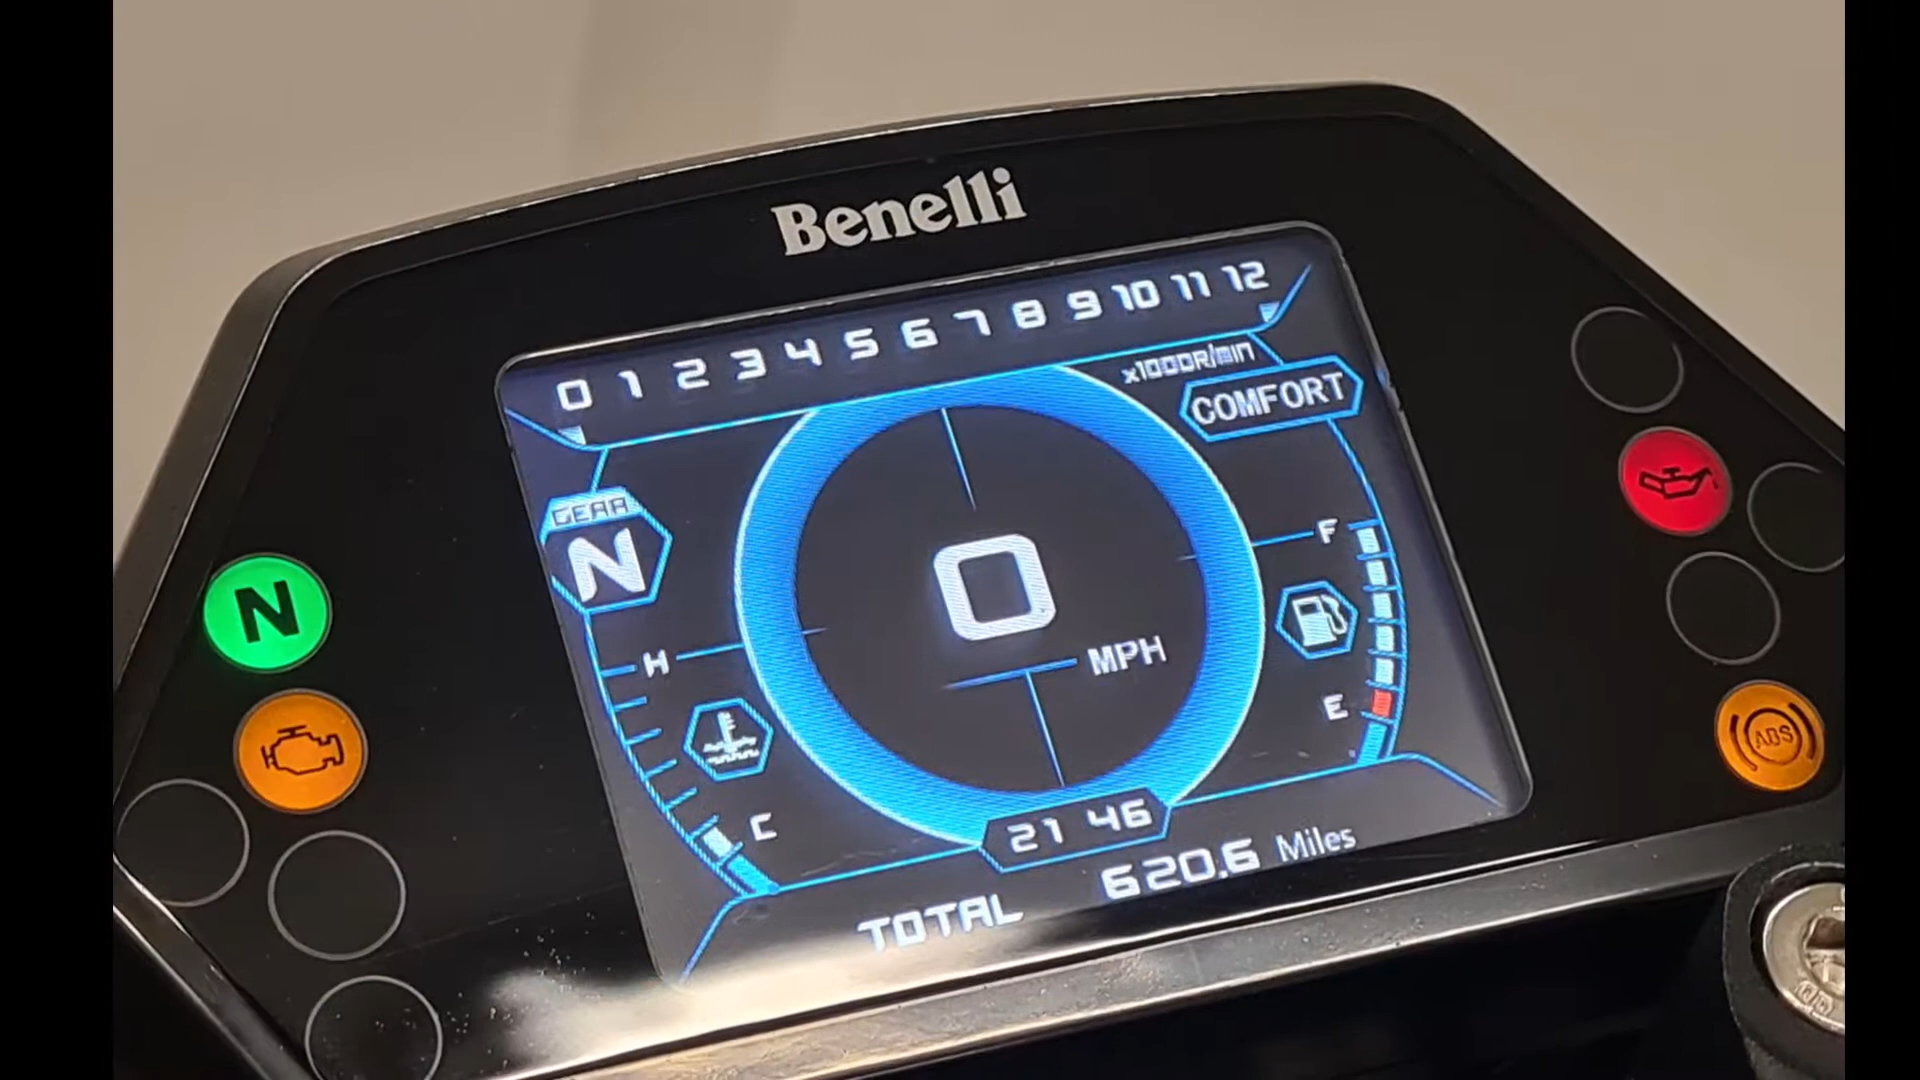 Benelli
0 1 2 3 4 5 6 7 8 9 10 11 12
x1000R/min
COMFORT
GEAR
N
N
0
MPH
H
C
F
E
ABS
21 46
TOTAL 620.6 Miles